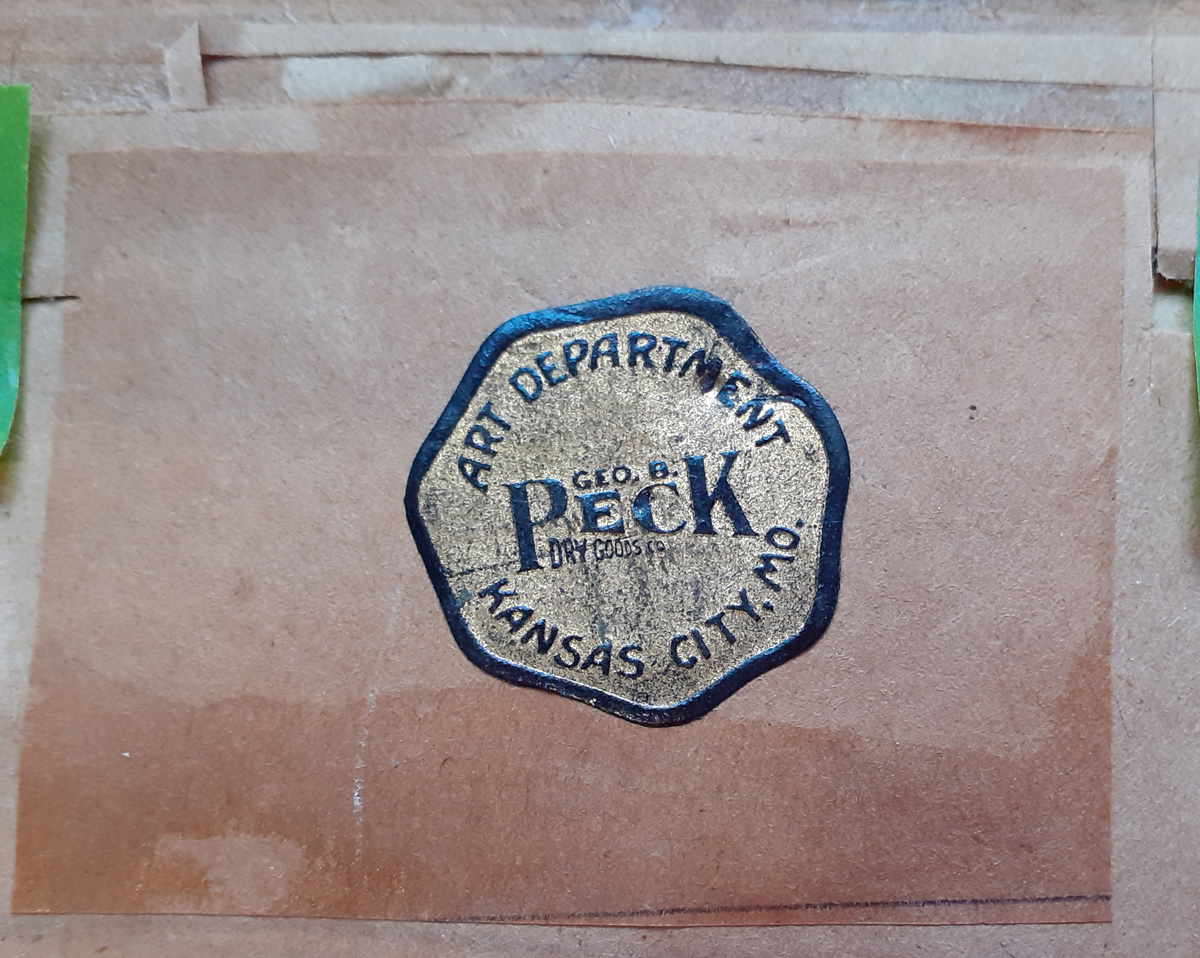 ART DEPARTMENT
GEO. B.
PECK
DRY GOODS CO.
KANSAS CITY, MO.